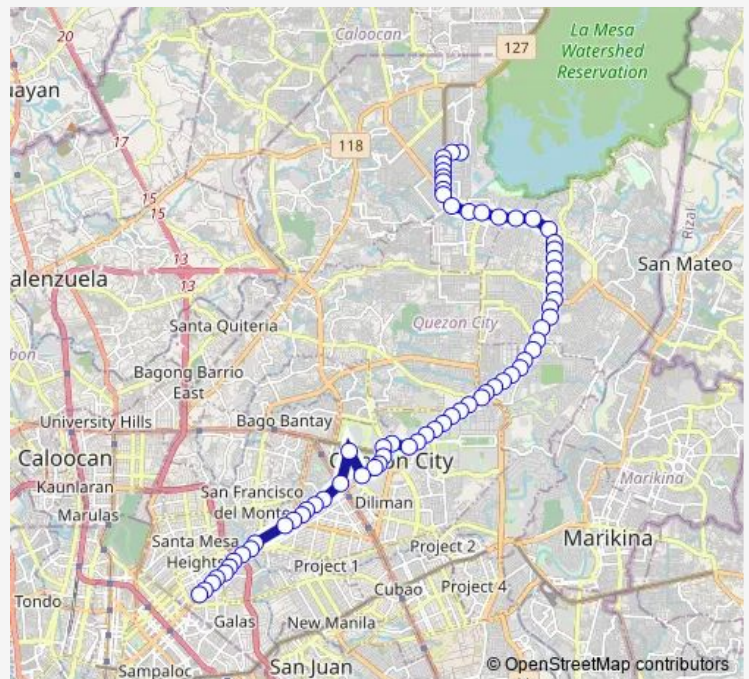 La Mesa
Watershed
Reservation
Caloocan
20
127
uayan
17
118
15
15
Rizal
13
13
San Mateo
alenzuela
Santa Quiteria
Quezon City
bon
Bagong Barrio
East
University Hills
Bago Bantay
Caloocan
Quezon City
Kaunlaran
San Francisco
del Monte
Marulas
Diliman
Marikina
Santa Mesa
Heights
Project 2
Marikina
Project 1
Cubao
Project 4
Tondo
Galas
New Manila
Sampaloc
San Juan
© OpenStreetMap contributors